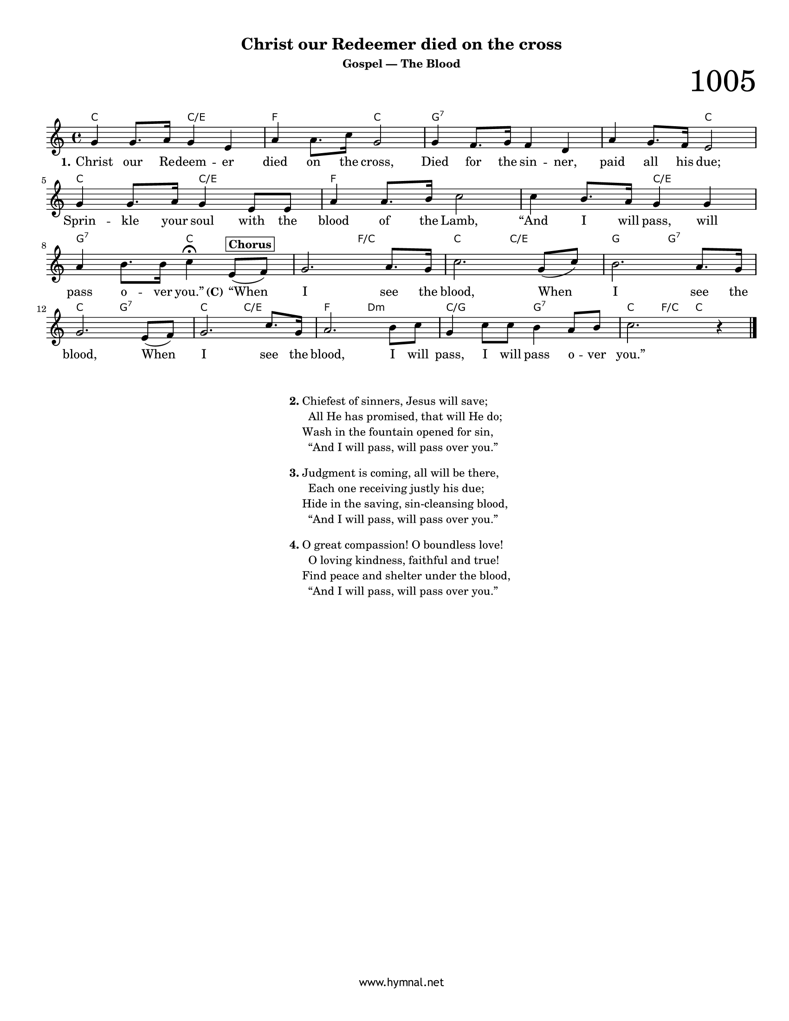 Christ our Redeemer died on the cross
Gospel — The Blood
1005
C C/E F C G7 C
1. Christ our Redeem - er died on the cross, Died for the sin - ner, paid all his due;
5 C C/E F C/E
Sprin - kle your soul with the blood of the Lamb, “And I will pass, will
8 G7 C Chorus F/C C C/E G G7
pass o - ver you.” (C) “When I see the blood, When I see the
12 C G7 C C/E F Dm C/G G7 C F/C C
blood, When I see the blood, I will pass, I will pass o - ver you.”
2. Chiefest of sinners, Jesus will save;
All He has promised, that will He do;
Wash in the fountain opened for sin,
“And I will pass, will pass over you.”
3. Judgment is coming, all will be there,
Each one receiving justly his due;
Hide in the saving, sin-cleansing blood,
“And I will pass, will pass over you.”
4. O great compassion! O boundless love!
O loving kindness, faithful and true!
Find peace and shelter under the blood,
“And I will pass, will pass over you.”
www.hymnal.net